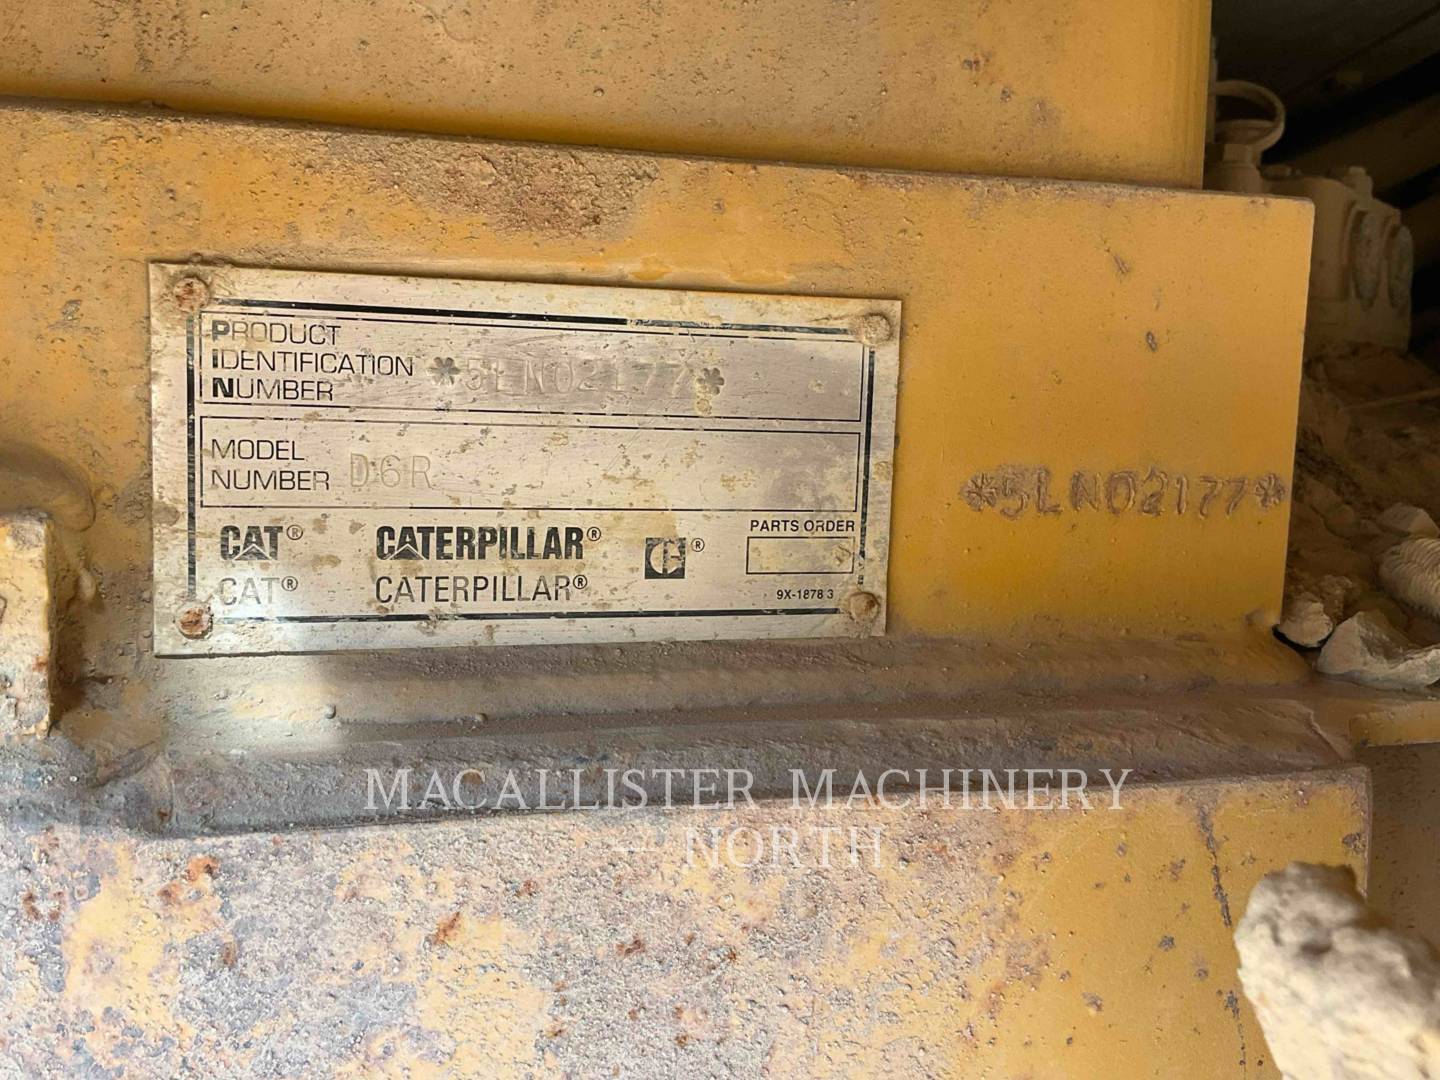 PRODUCT
IDENTIFICATION
NUMBER
*5LN02177*
MODEL
NUMBER D6R
CAT® CATERPILLAR® C®
CAT® CATERPILLAR®
PARTS ORDER
9X-1878 3
*5LN02177*
MACALLISTER MACHINERY
— NORTH